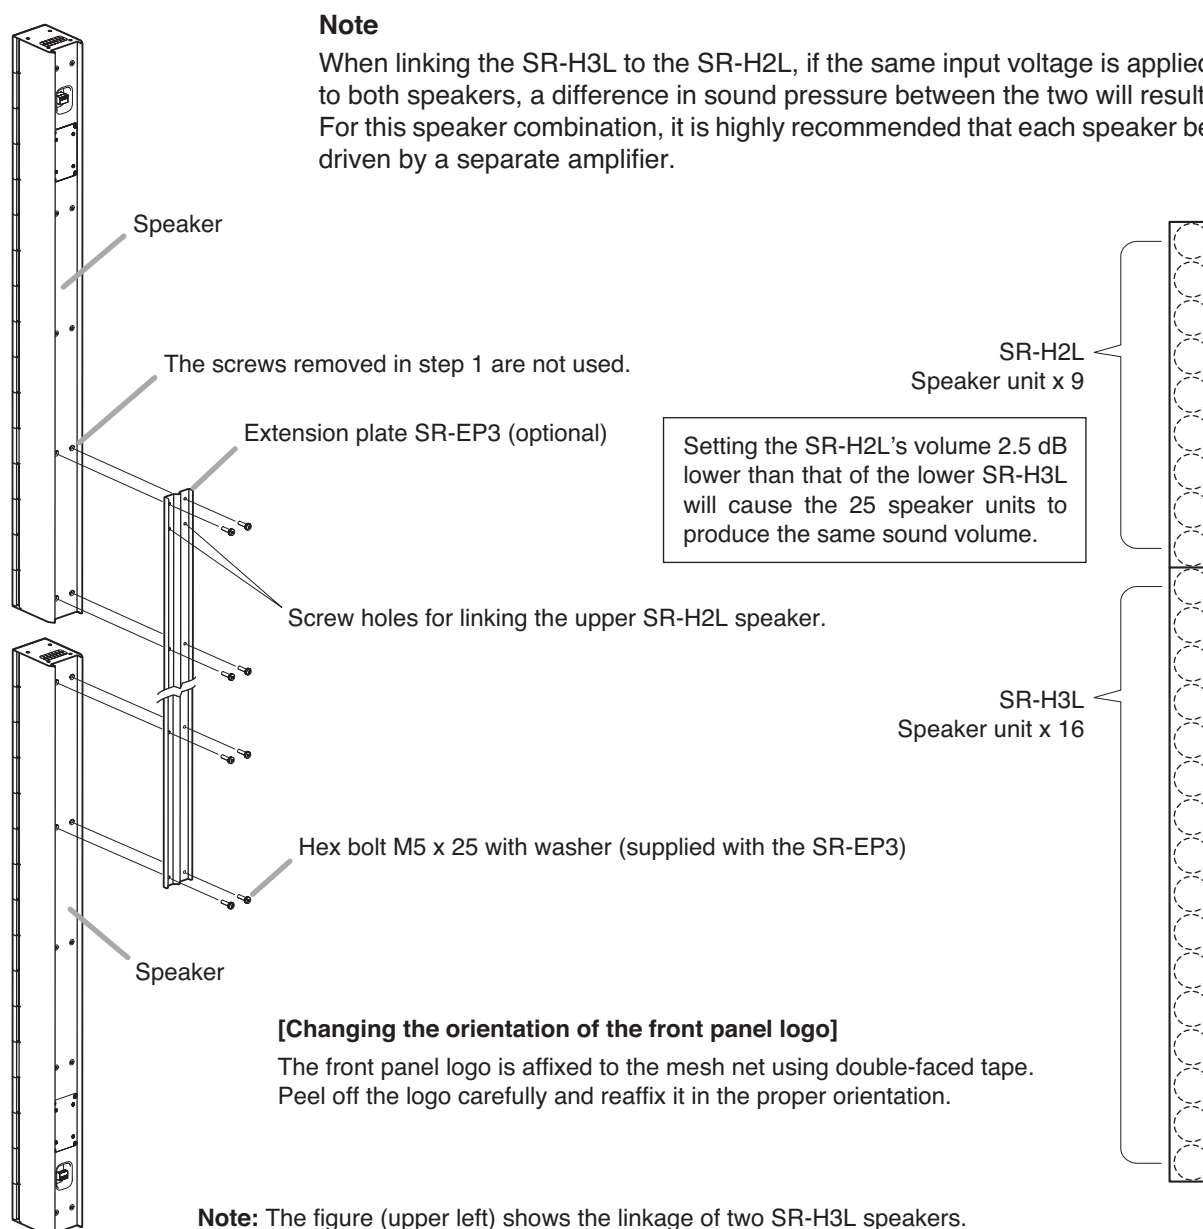 Note
When linking the SR-H3L to the SR-H2L, if the same input voltage is applied
to both speakers, a difference in sound pressure between the two will result
For this speaker combination, it is highly recommended that each speaker be
driven by a separate amplifier.
Speaker
The screws removed in step 1 are not used.
Extension plate SR-EP3 (optional)
SR-H2L
Speaker unit x 9
Setting the SR-H2L's volume 2.5 dB
lower than that of the lower SR-H3L
will cause the 25 speaker units to
produce the same sound volume.
Screw holes for linking the upper SR-H2L speaker.
SR-H3L
Speaker unit x 16
Hex bolt M5 x 25 with washer (supplied with the SR-EP3)
Speaker
[Changing the orientation of the front panel logo]
The front panel logo is affixed to the mesh net using double-faced tape.
Peel off the logo carefully and reaffix it in the proper orientation.
Note: The figure (upper left) shows the linkage of two SR-H3L speakers.